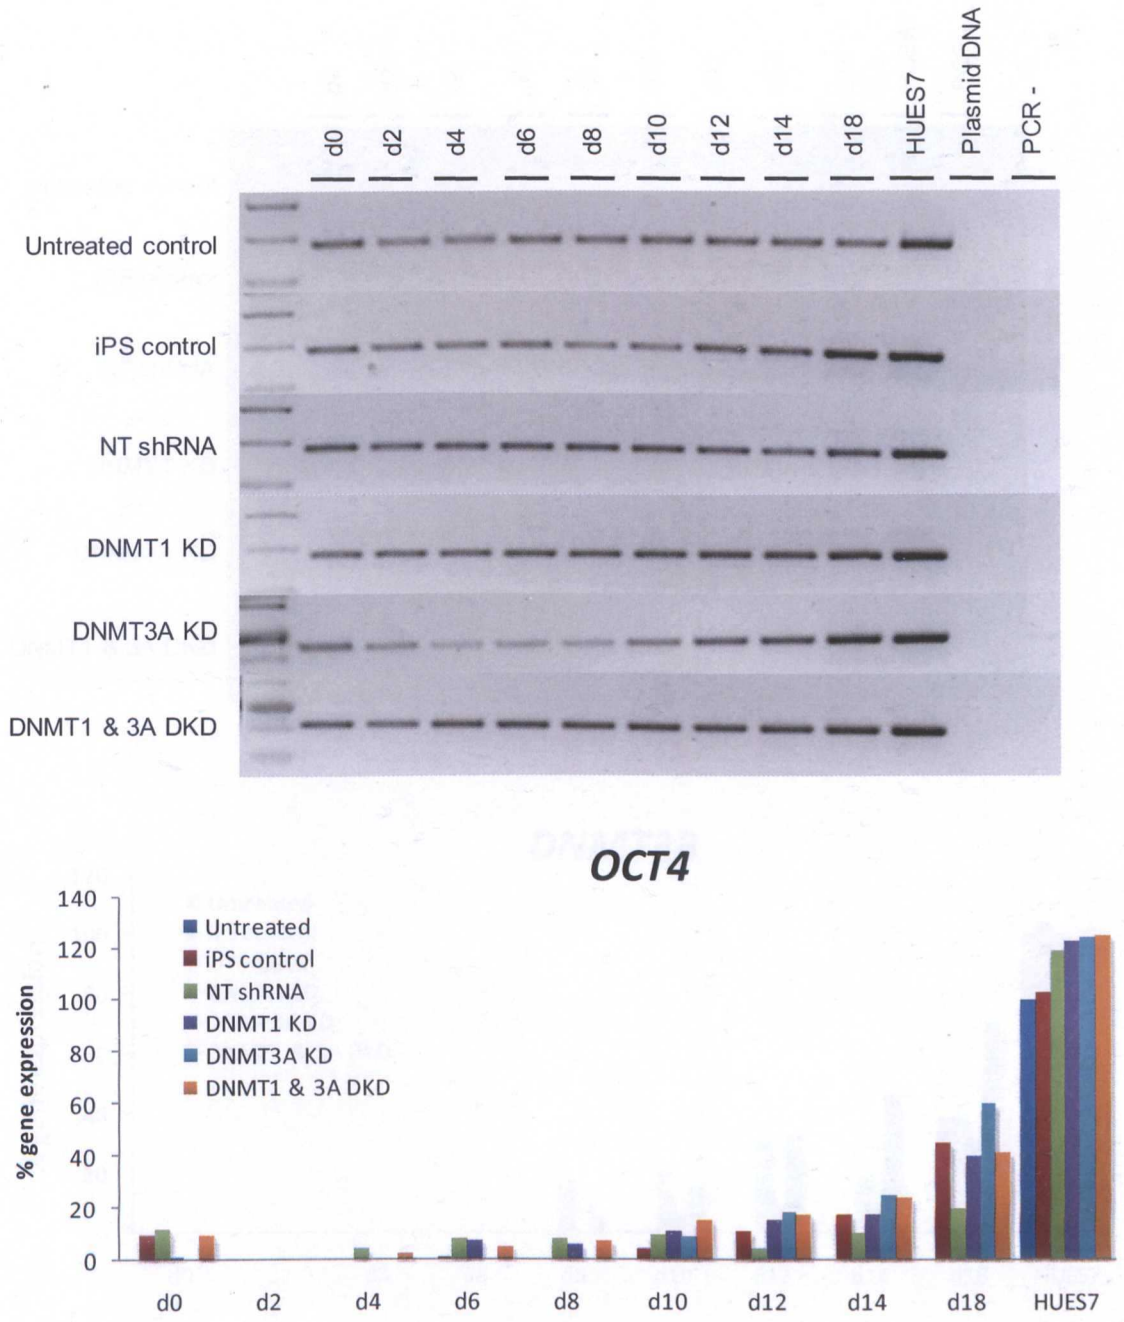 d0 d2 d4 d6 d8 d10 d12 d14 d18 HUES7 Plasmid DNA PCR -
Untreated control
iPS control
NT shRNA
DNMT1 KD
DNMT3A KD
DNMT1 & 3A DKD
OCT4
% gene expression
140
120
100
80
60
40
20
0
Untreated
iPS control
NT shRNA
DNMT1 KD
DNMT3A KD
DNMT1 & 3A DKD
d0 d2 d4 d6 d8 d10 d12 d14 d18 HUES7